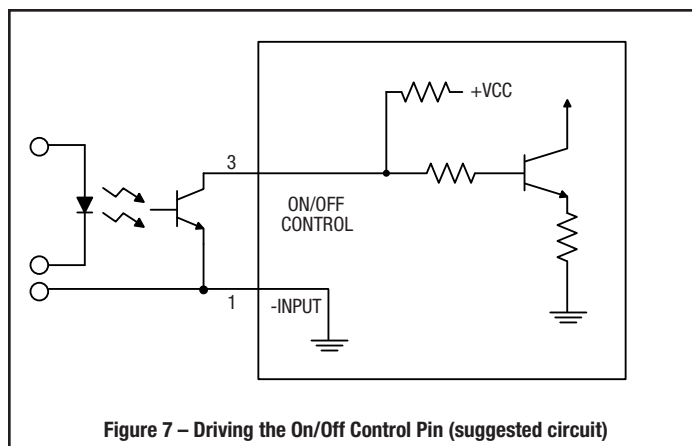 +VCC
3
ON/OFF
CONTROL
1
-INPUT
Figure 7 – Driving the On/Off Control Pin (suggested circuit)